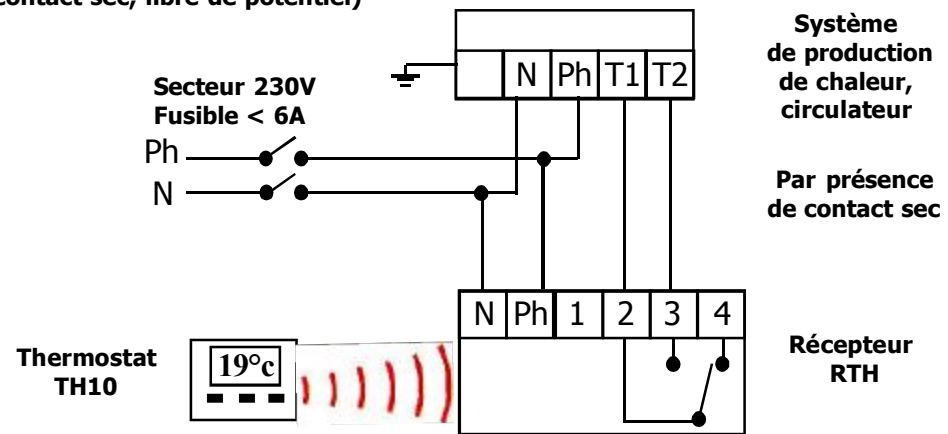 contact sec, libre de potentiel)
Système
de production
de chaleur,
circulateur
N Ph T1 T2
Secteur 230V
Fusible < 6A
Ph
N
Par présence
de contact sec
N Ph 1 2 3 4
Thermostat
TH10
19°c
Récepteur
RTH